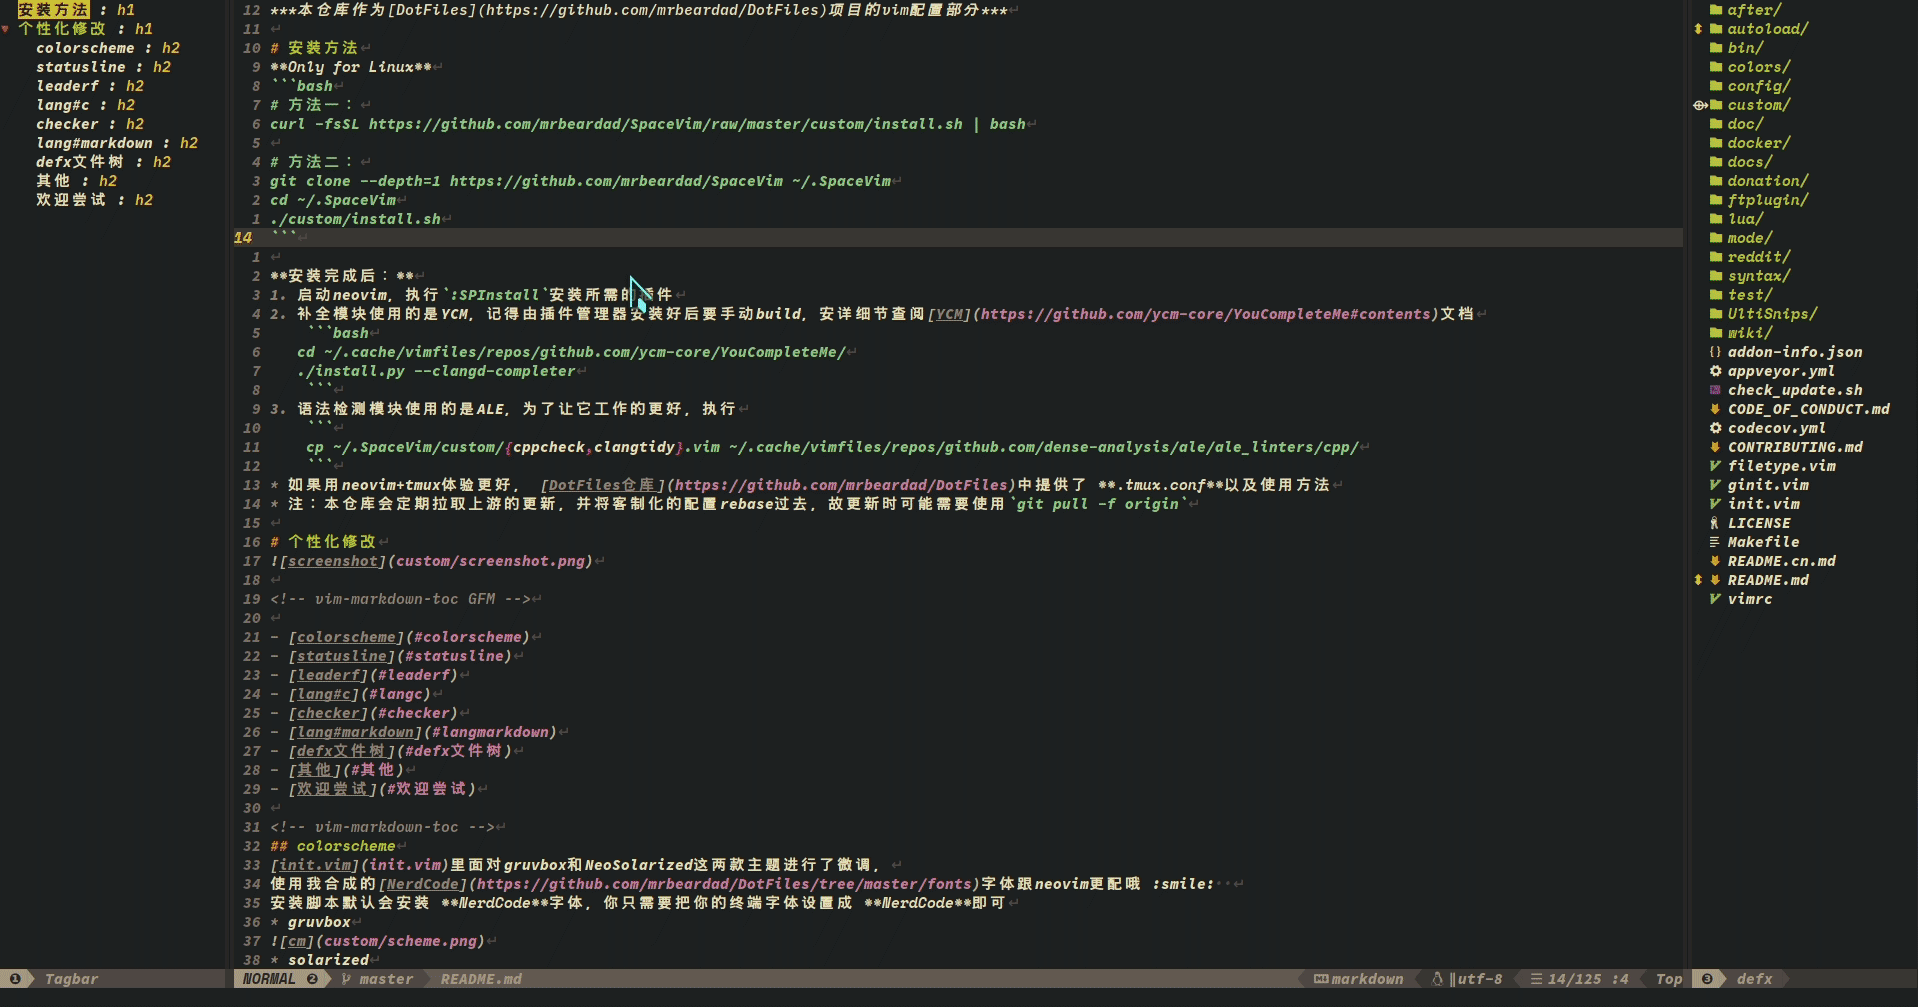 安装方法 : h1
个性化修改 : h1
colorscheme : h2
statusline : h2
leaderf : h2
lang#c : h2
checker : h2
lang#markdown : h2
defx文件树 : h2
其他 : h2
欢迎尝试 : h2
12 ***本仓库作为[DotFiles](https://github.com/mrbeardad/DotFiles)项目的vim配置部分***
11
10 # 安装方法
9 **Only for Linux**
8 ```bash
7 # 方法一：
6 curl -fsSL https://github.com/mrbeardad/SpaceVim/raw/master/custom/install.sh | bash
5
4 # 方法二：
3 git clone --depth=1 https://github.com/mrbeardad/SpaceVim ~/.SpaceVim
2 cd ~/.SpaceVim
1 ./custom/install.sh
14 ```
1
2 **安装完成后：**
3 1. 启动neovim，执行`:SPInstall`安装所需的插件
4 2. 补全模块使用的是YCM，记得由插件管理器安装好后要手动build，安详细节查阅[YCM](https://github.com/ycm-core/YouCompleteMe#contents)文档
5 ```bash
6 cd ~/.cache/vimfiles/repos/github.com/ycm-core/YouCompleteMe/
7 ./install.py --clangd-completer
8 ```
9 3. 语法检测模块使用的是ALE，为了让它工作的更好，执行
10 ```
11 cp ~/.SpaceVim/custom/{cppcheck,clangtidy}.vim ~/.cache/vimfiles/repos/github.com/dense-analysis/ale/ale_linters/cpp/
12 ```
13 * 如果用neovim+tmux体验更好， [DotFiles仓库](https://github.com/mrbeardad/DotFiles)中提供了 **.tmux.conf**以及使用方法
14 * 注：本仓库会定期拉取上游的更新，并将客制化的配置rebase过去，故更新时可能需要使用`git pull -f origin`
15
16 # 个性化修改
17 ![screenshot](custom/screenshot.png)
18
19 <!-- vim-markdown-toc GFM -->
20
21 - [colorscheme](#colorscheme)
22 - [statusline](#statusline)
23 - [leaderf](#leaderf)
24 - [lang#c](#langc)
25 - [checker](#checker)
26 - [lang#markdown](#langmarkdown)
27 - [defx文件树](#defx文件树)
28 - [其他](#其他)
29 - [欢迎尝试](#欢迎尝试)
30
31 <!-- vim-markdown-toc -->
32 ## colorscheme
33 [init.vim](init.vim)里面对gruvbox和NeoSolarized这两款主题进行了微调，
34 使用我合成的[NerdCode](https://github.com/mrbeardad/DotFiles/tree/master/fonts)字体跟neovim更配哦 :smile:
35 安装脚本默认会安装 **NerdCode**字体，你只需要把你的终端字体设置成 **NerdCode**即可
36 * gruvbox
37 ![cm](custom/scheme.png)
38 * solarized
after/
autoload/
bin/
colors/
config/
custom/
doc/
docker/
docs/
donation/
ftplugin/
lua/
mode/
reddit/
syntax/
test/
UltiSnips/
wiki/
addon-info.json
appveyor.yml
check_update.sh
CODE_OF_CONDUCT.md
codecov.yml
CONTRIBUTING.md
filetype.vim
ginit.vim
init.vim
LICENSE
Makefile
README.cn.md
README.md
vimrc
❶ Tagbar
NORMAL ❷ master README.md markdown utf-8 14/125 :4 Top
❸ defx